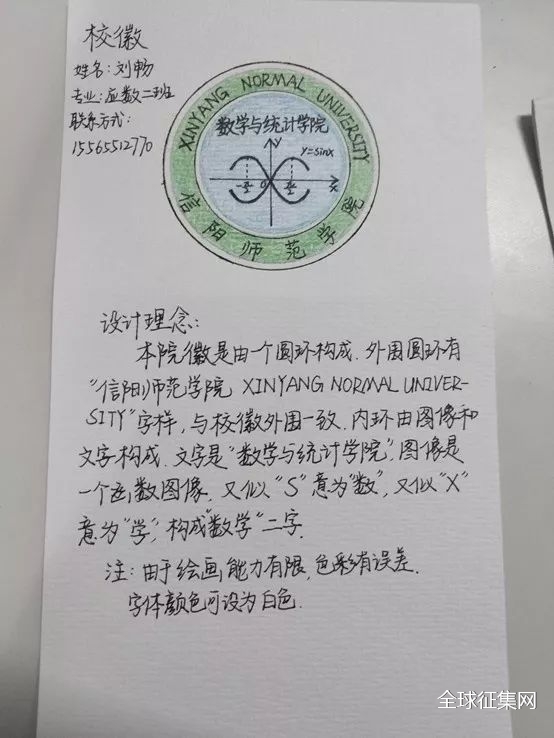 校徽
姓名:刘畅
专业:应数二班
联系方式:
15565512770
XINYANG NORMAL UNIVERSITY
数学与统计学院
y
y=sinx
-π/2 0 π/2 x
信阳师范学院
设计理念:
本院徽是由一个圆环构成.外围圆环有
"信阳师范学院 XINYANG NORMAL UNIVER-
SITY"字样,与校徽外围一致.内环由图像和
文字构成.文字是"数学与统计学院",图像是
一个函数图像.又似"S"意为"数",又似"X"
意为"学",构成"数学"二字.
注:由于绘画能力有限,色彩有误差.
字体颜色可设为白色.
全球征集网